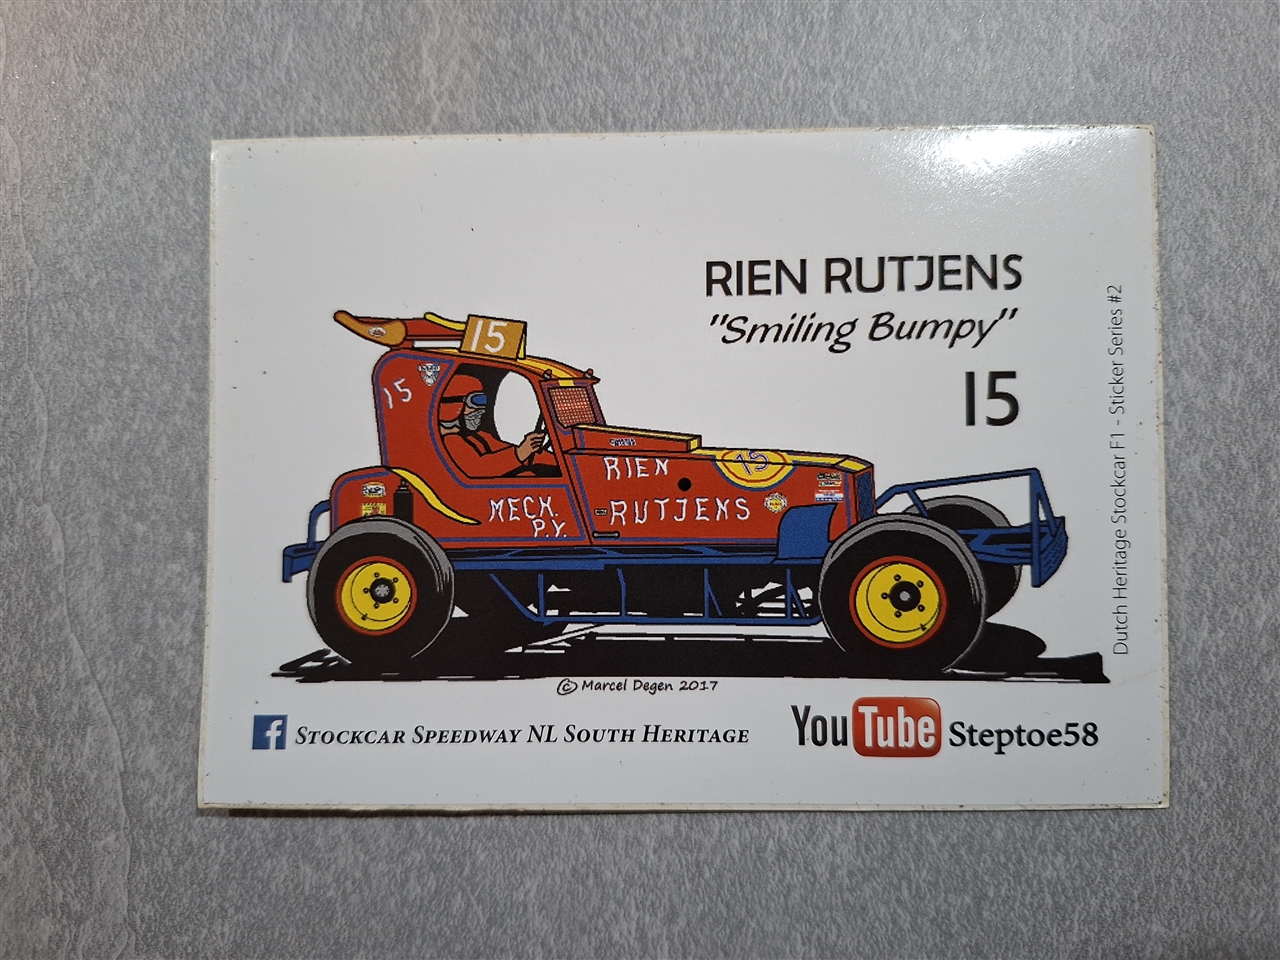 RIEN RUTJENS
"Smiling Bumpy"
15
15
15
15
RIEN
RUTJENS
MECH.
P.Y.
Dutch Heritage Stockcar F1 - Sticker Series #2
© Marcel Degen 2017
f STOCKCAR SPEEDWAY NL SOUTH HERITAGE
YouTube Steptoe58